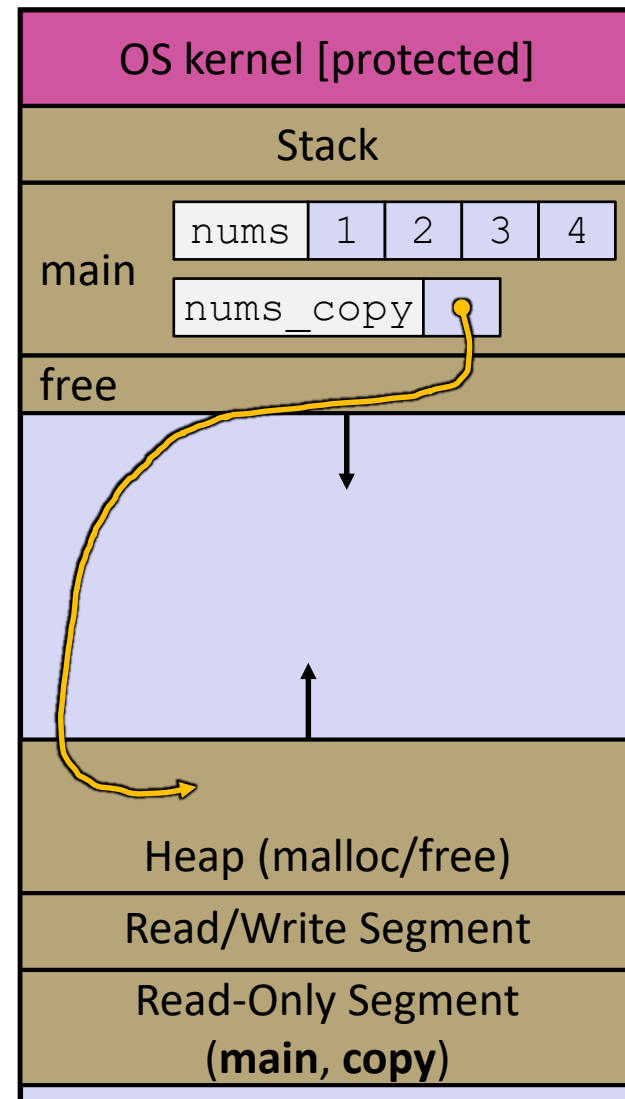 OS kernel [protected]
Stack
main
nums 1 2 3 4
nums_copy
free
Heap (malloc/free)
Read/Write Segment
Read-Only Segment
(main, copy)